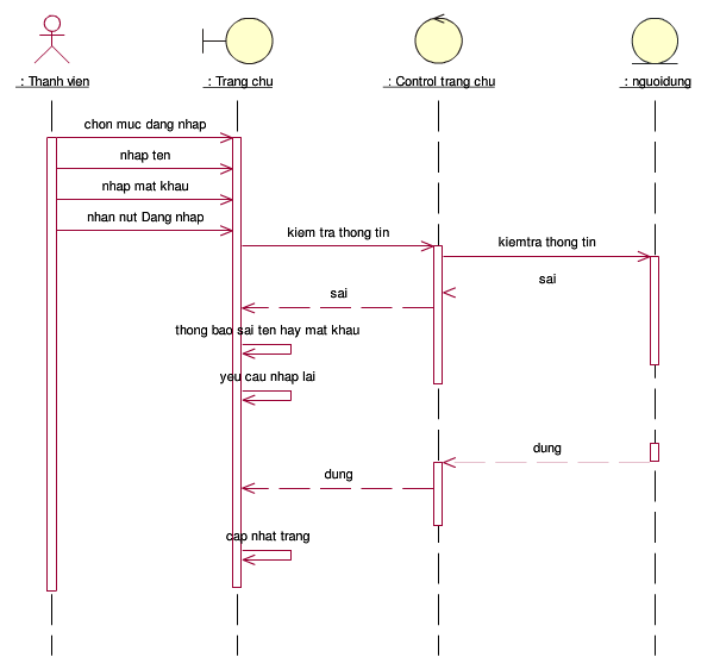 : Thanh vien
: Trang chu
: Control trang chu
: nguoidung
chon muc dang nhap
nhap ten
nhap mat khau
nhan nut Dang nhap
kiem tra thong tin
kiemtra thong tin
sai
sai
thong bao sai ten hay mat khau
yeu cau nhap lai
dung
dung
cap nhat trang